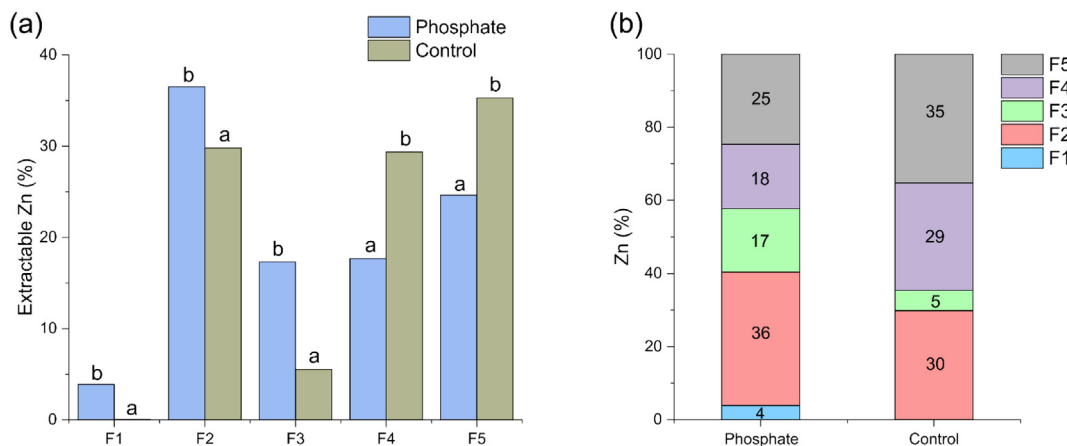 (a)
Phosphate
Control
Extractable Zn (%)
40
30
20
10
0
b
a
b
a
b
a
a
b
a
b
F1
F2
F3
F4
F5
(b)
F5
F4
F3
F2
F1
Zn (%)
100
80
60
40
20
0
25
18
17
36
4
35
29
5
30
Phosphate
Control